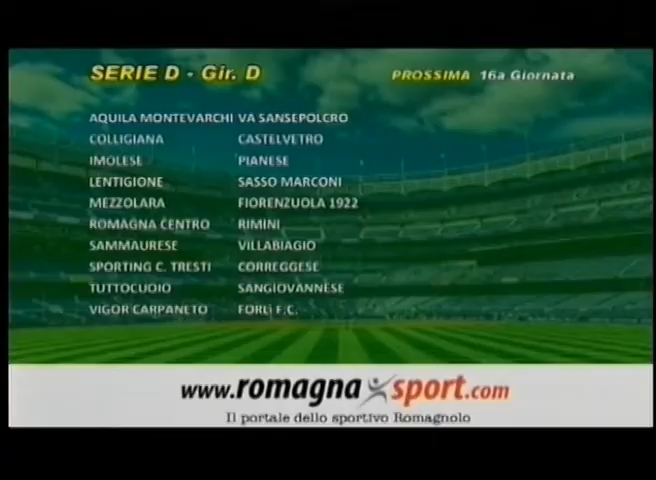 SERIE D - Gir. D PROSSIMA 16a Giornata
AQUILA MONTEVARCHI VA SANSEPOLCRO
COLLIGIANA CASTELVETRO
IMOLESE PIANESE
LENTIGIONE SASSO MARCONI
MEZZOLARA FIORENZUOLA 1922
ROMAGNA CENTRO RIMINI
SAMMAURESE VILLABIAGIO
SPORTING C. TRESTI CORREGGESE
TUTTOCUOIO SANGIOVANNESE
VIGOR CARPANETO FORLì F.C.
www.romagnasport.com
Il portale dello sportivo Romagnolo